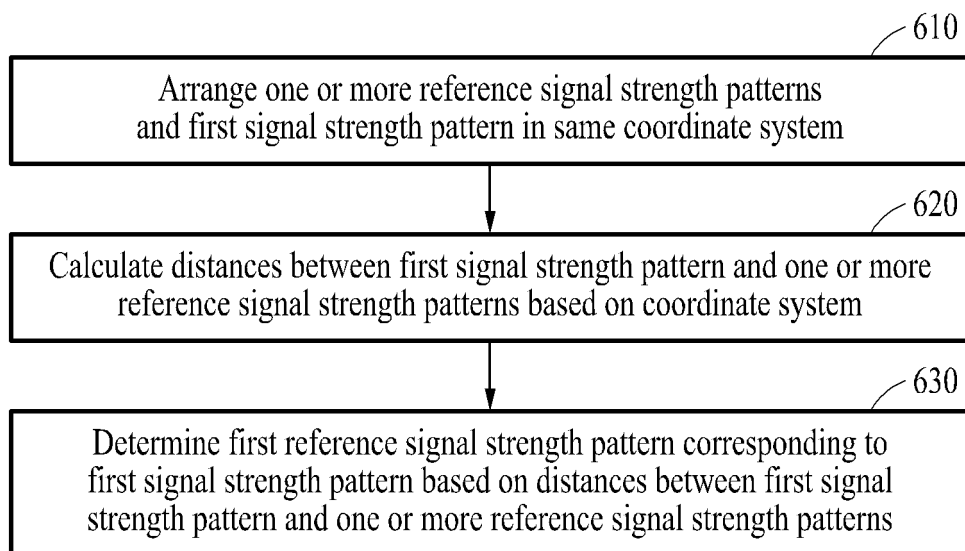 610
Arrange one or more reference signal strength patterns
and first signal strength pattern in same coordinate system
620
Calculate distances between first signal strength pattern and one or more
reference signal strength patterns based on coordinate system
630
Determine first reference signal strength pattern corresponding to
first signal strength pattern based on distances between first signal
strength pattern and one or more reference signal strength patterns